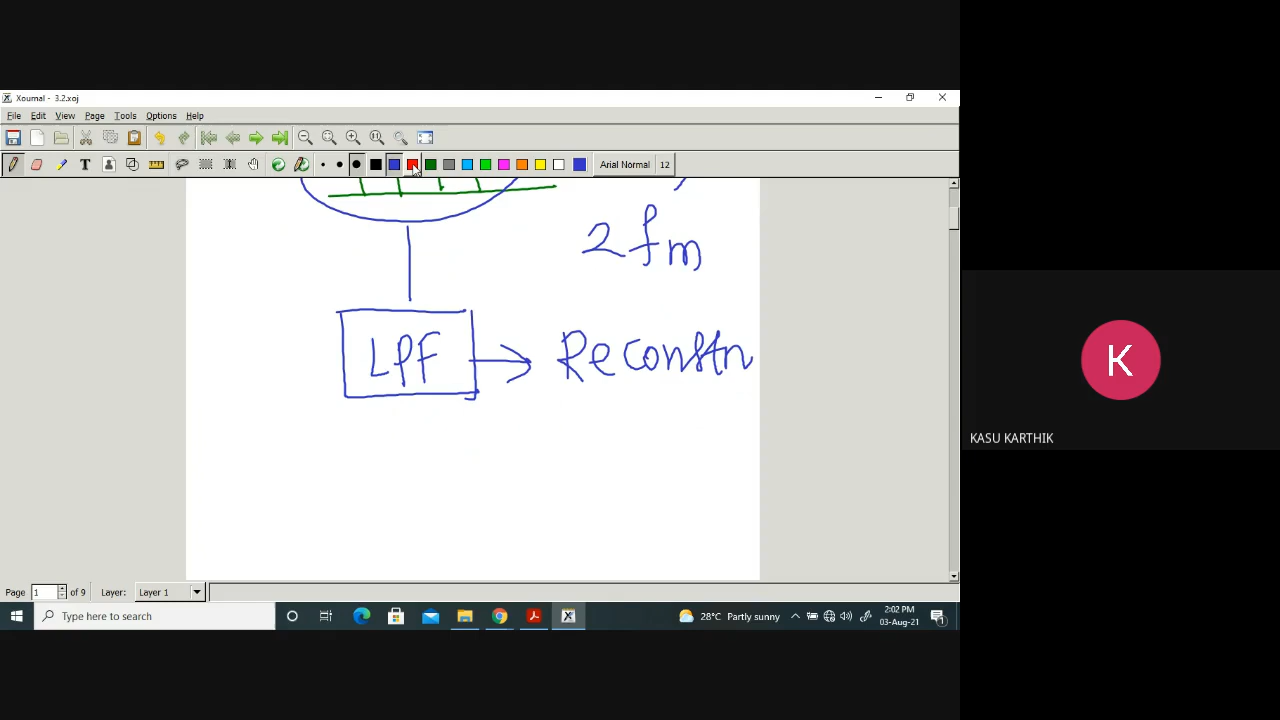 Xournal - 3.2.xoj
File Edit View Page Tools Options Help
T Arial Normal 12
2fm
LPF → Reconstn
K
KASU KARTHIK
Page 1 of 9 Layer: Layer 1
Type here to search 28°C Partly sunny 2:02 PM
03-Aug-21
1